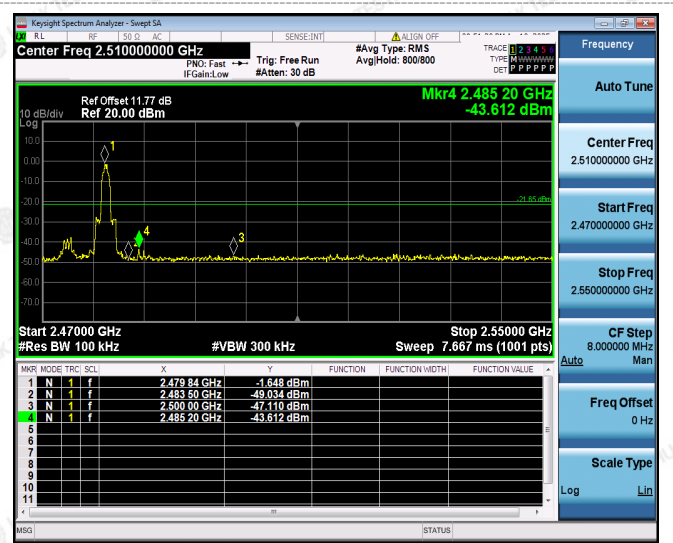 Keysight Spectrum Analyzer - Swept SA
RL RF 50 Ω AC SENSE:INT ALIGN OFF
Center Freq 2.510000000 GHz
PNO: Fast
IFGain:Low
Trig: Free Run
#Atten: 30 dB
#Avg Type: RMS
Avg|Hold: 800/800
TRACE 1 2 3 4 5 6
TYPE M WWWWW
DET P P P P P P
Mkr4 2.485 20 GHz
-43.612 dBm
Ref Offset 11.77 dB
10 dB/div Ref 20.00 dBm
Log
10.0
0.00
-10.0
-20.0
-30.0
-40.0
-50.0
-60.0
-70.0
1
4
3
-21.65 dBm
Start 2.47000 GHz Stop 2.55000 GHz
#Res BW 100 kHz #VBW 300 kHz Sweep 7.667 ms (1001 pts)
MKR MODE TRC SCL X Y FUNCTION FUNCTION WIDTH FUNCTION VALUE
1 N 1 f 2.479 84 GHz -1.648 dBm
2 N 1 f 2.483 50 GHz -49.034 dBm
3 N 1 f 2.500 00 GHz -47.110 dBm
4 N 1 f 2.485 20 GHz -43.612 dBm
5
6
7
8
9
10
11
MSG STATUS
Frequency
Auto Tune
Center Freq
2.510000000 GHz
Start Freq
2.470000000 GHz
Stop Freq
2.550000000 GHz
CF Step
8.000000 MHz
Auto Man
Freq Offset
0 Hz
Scale Type
Log Lin